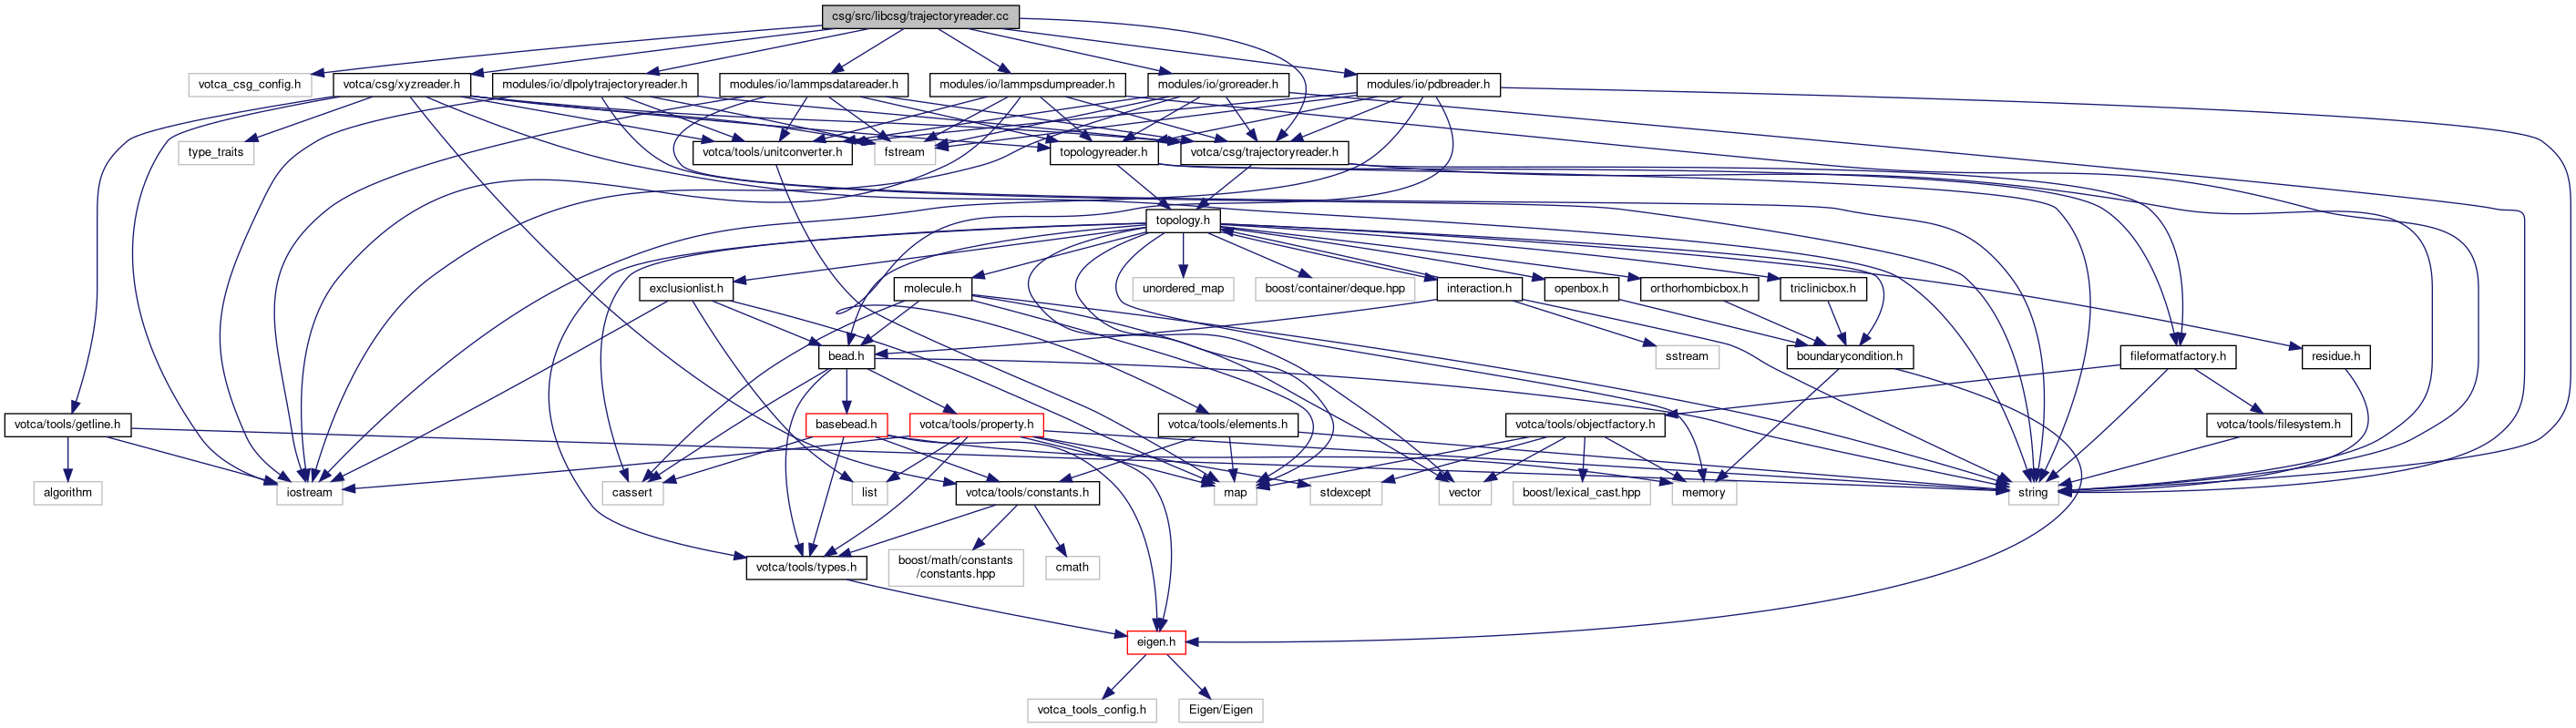 csg/src/libcsg/trajectoryreader.cc
votca_csg_config.h
votca/csg/xyzreader.h
modules/io/dlpolytrajectoryreader.h
modules/io/lammpsdatareader.h
modules/io/lammpsdumpreader.h
modules/io/groreader.h
modules/io/pdbreader.h
type_traits
votca/tools/unitconverter.h
fstream
topologyreader.h
votca/csg/trajectoryreader.h
topology.h
exclusionlist.h
molecule.h
unordered_map
boost/container/deque.hpp
interaction.h
openbox.h
orthorhombicbox.h
triclinicbox.h
bead.h
sstream
boundarycondition.h
fileformatfactory.h
residue.h
votca/tools/getline.h
basebead.h
votca/tools/property.h
votca/tools/elements.h
votca/tools/objectfactory.h
votca/tools/filesystem.h
algorithm
iostream
cassert
list
votca/tools/constants.h
map
stdexcept
vector
boost/lexical_cast.hpp
memory
string
votca/tools/types.h
boost/math/constants
/constants.hpp
cmath
eigen.h
votca_tools_config.h
Eigen/Eigen